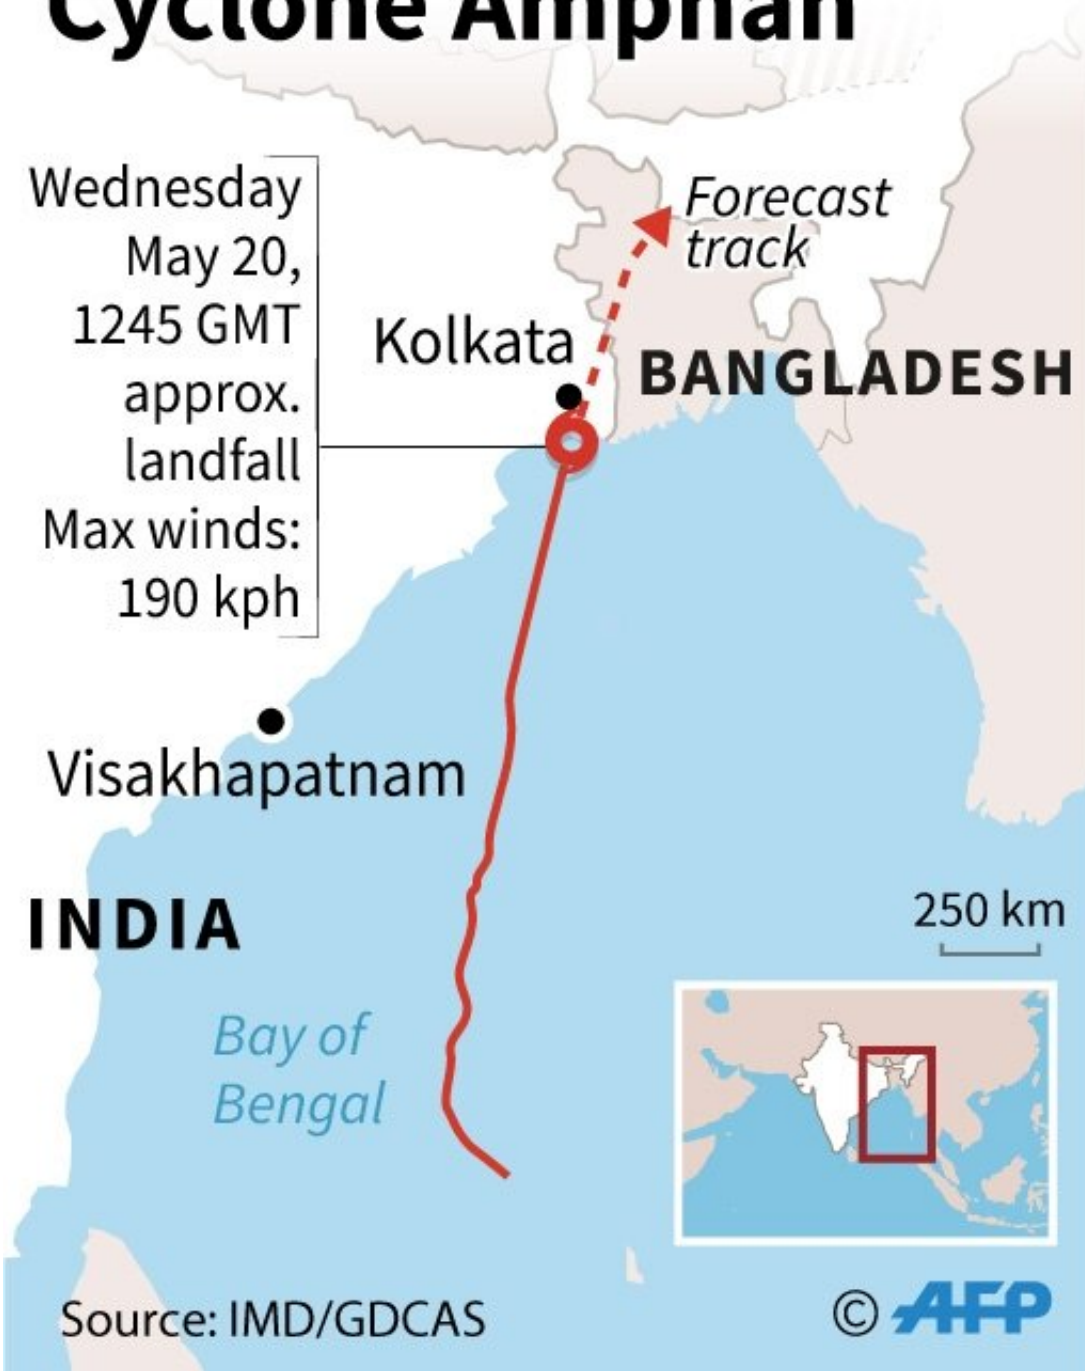 Cyclone Amphan
Wednesday
May 20,
1245 GMT
approx.
landfall
Max winds:
190 kph
Forecast
track
Kolkata
BANGLADESH
Visakhapatnam
INDIA
250 km
Bay of
Bengal
Source: IMD/GDCAS
© AFP